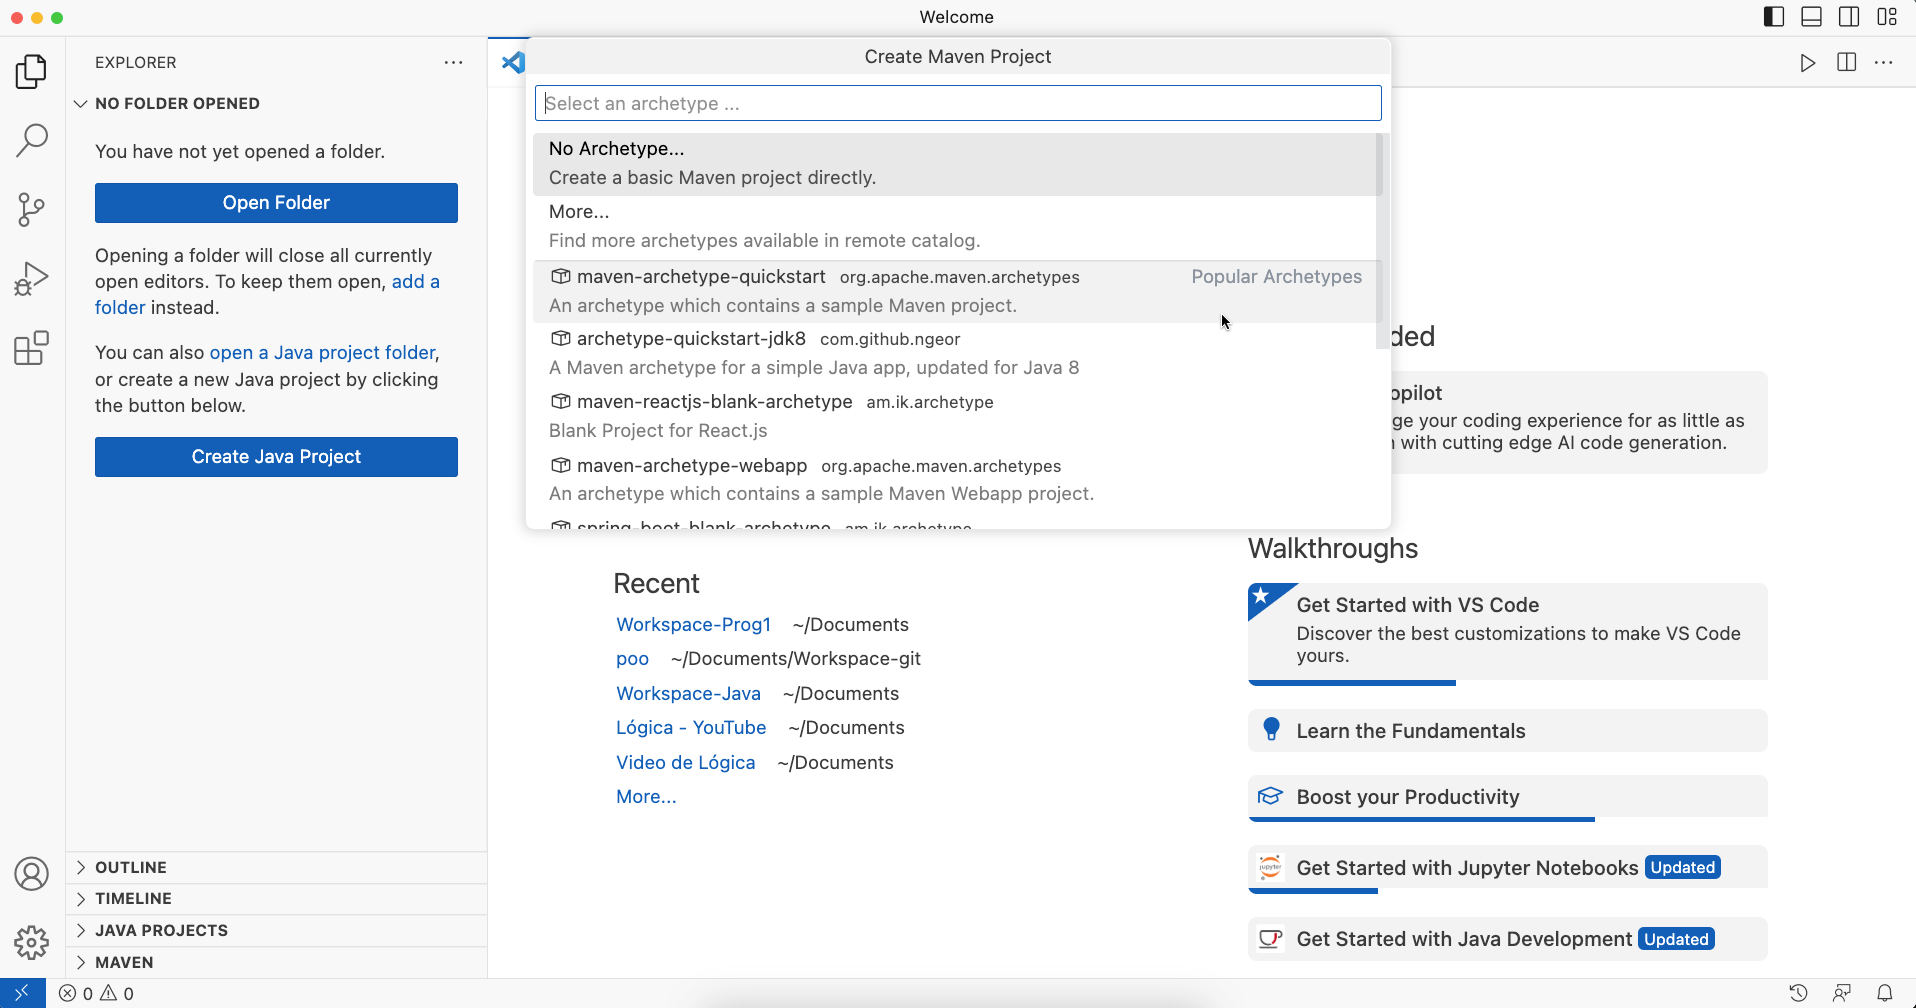 Welcome
EXPLORER
NO FOLDER OPENED
You have not yet opened a folder.
Open Folder
Opening a folder will close all currently
open editors. To keep them open, add a
folder instead.
You can also open a Java project folder,
or create a new Java project by clicking
the button below.
Create Java Project
OUTLINE
TIMELINE
JAVA PROJECTS
MAVEN
Create Maven Project
Select an archetype ...
No Archetype...
Create a basic Maven project directly.
More...
Find more archetypes available in remote catalog.
maven-archetype-quickstart org.apache.maven.archetypes Popular Archetypes
An archetype which contains a sample Maven project.
archetype-quickstart-jdk8 com.github.ngeor
A Maven archetype for a simple Java app, updated for Java 8
maven-reactjs-blank-archetype am.ik.archetype
Blank Project for React.js
maven-archetype-webapp org.apache.maven.archetypes
An archetype which contains a sample Maven Webapp project.
spring-boot-blank-archetype am.ik.archetype
Recent
Workspace-Prog1 ~/Documents
poo ~/Documents/Workspace-git
Workspace-Java ~/Documents
Lógica - YouTube ~/Documents
Video de Lógica ~/Documents
More...
ded
opilot
ge your coding experience for as little as
with cutting edge AI code generation.
Walkthroughs
Get Started with VS Code
Discover the best customizations to make VS Code
yours.
Learn the Fundamentals
Boost your Productivity
jupyter
Get Started with Jupyter Notebooks Updated
Get Started with Java Development Updated
0 0